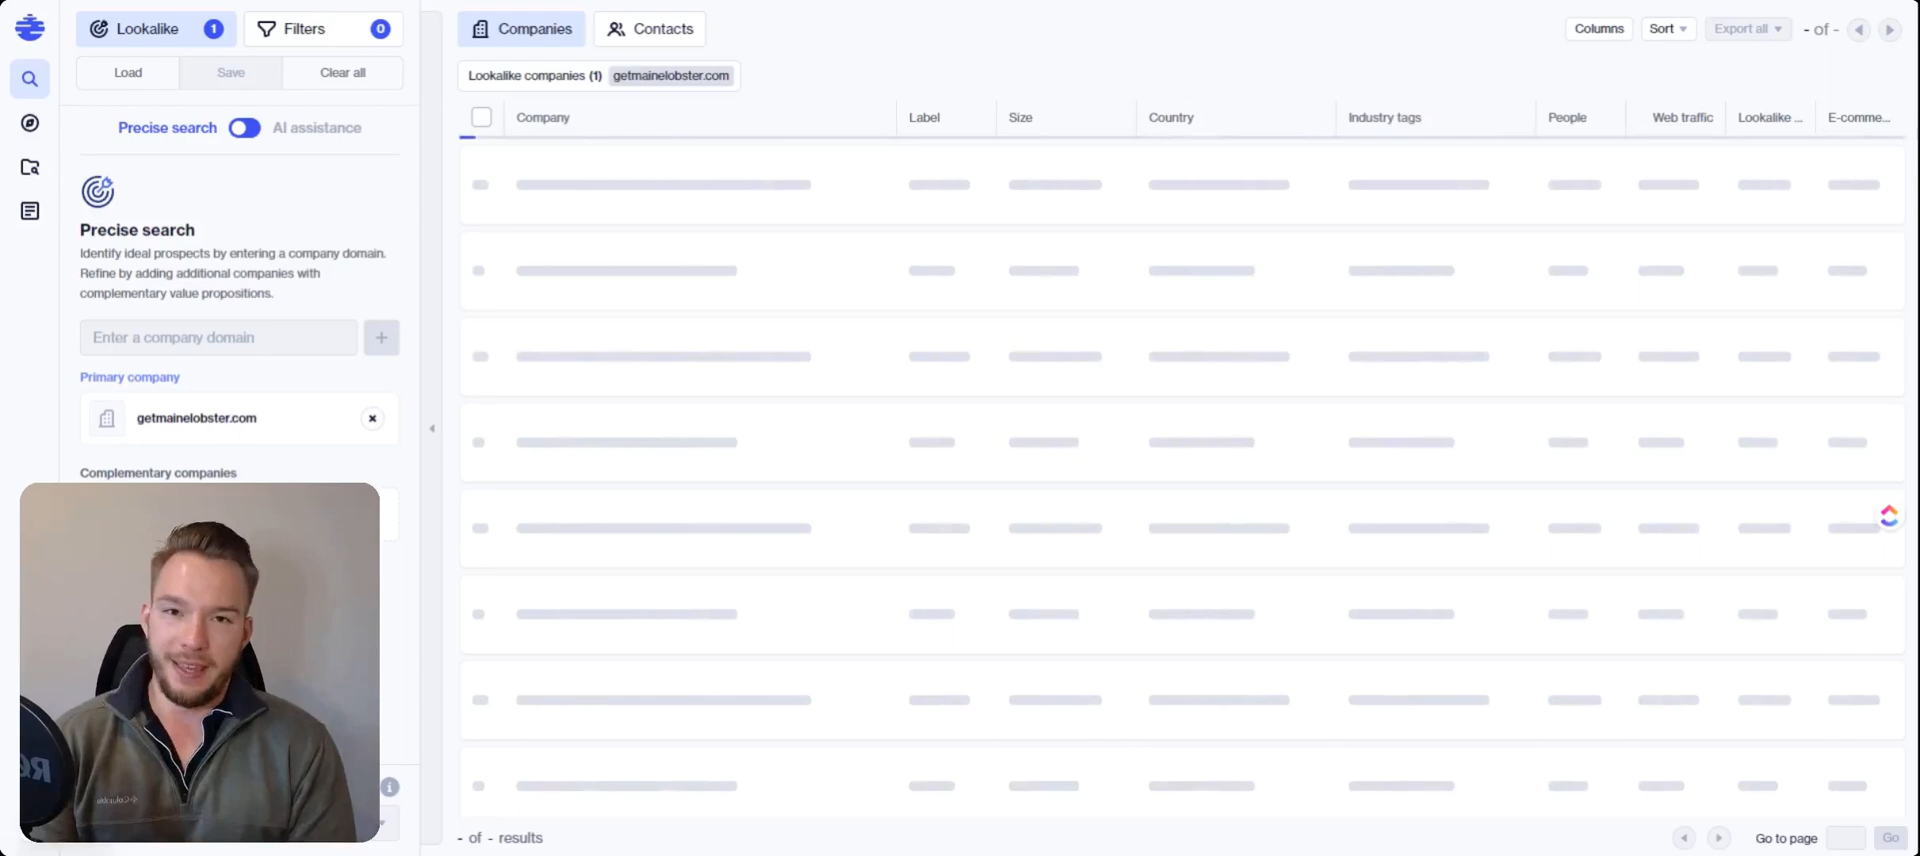 Lookalike 1
Filters 0
Companies
Contacts
Columns
Sort
Export all
- of -
Load
Save
Clear all
Lookalike companies (1) getmainelobster.com
Precise search
AI assistance
Company
Label
Size
Country
Industry tags
People
Web traffic
Lookalike ...
E-comme...
Precise search
Identify ideal prospects by entering a company domain.
Refine by adding additional companies with
complementary value propositions.
Enter a company domain
+
Primary company
getmainelobster.com
Complementary companies
- of - results
Go to page
Go